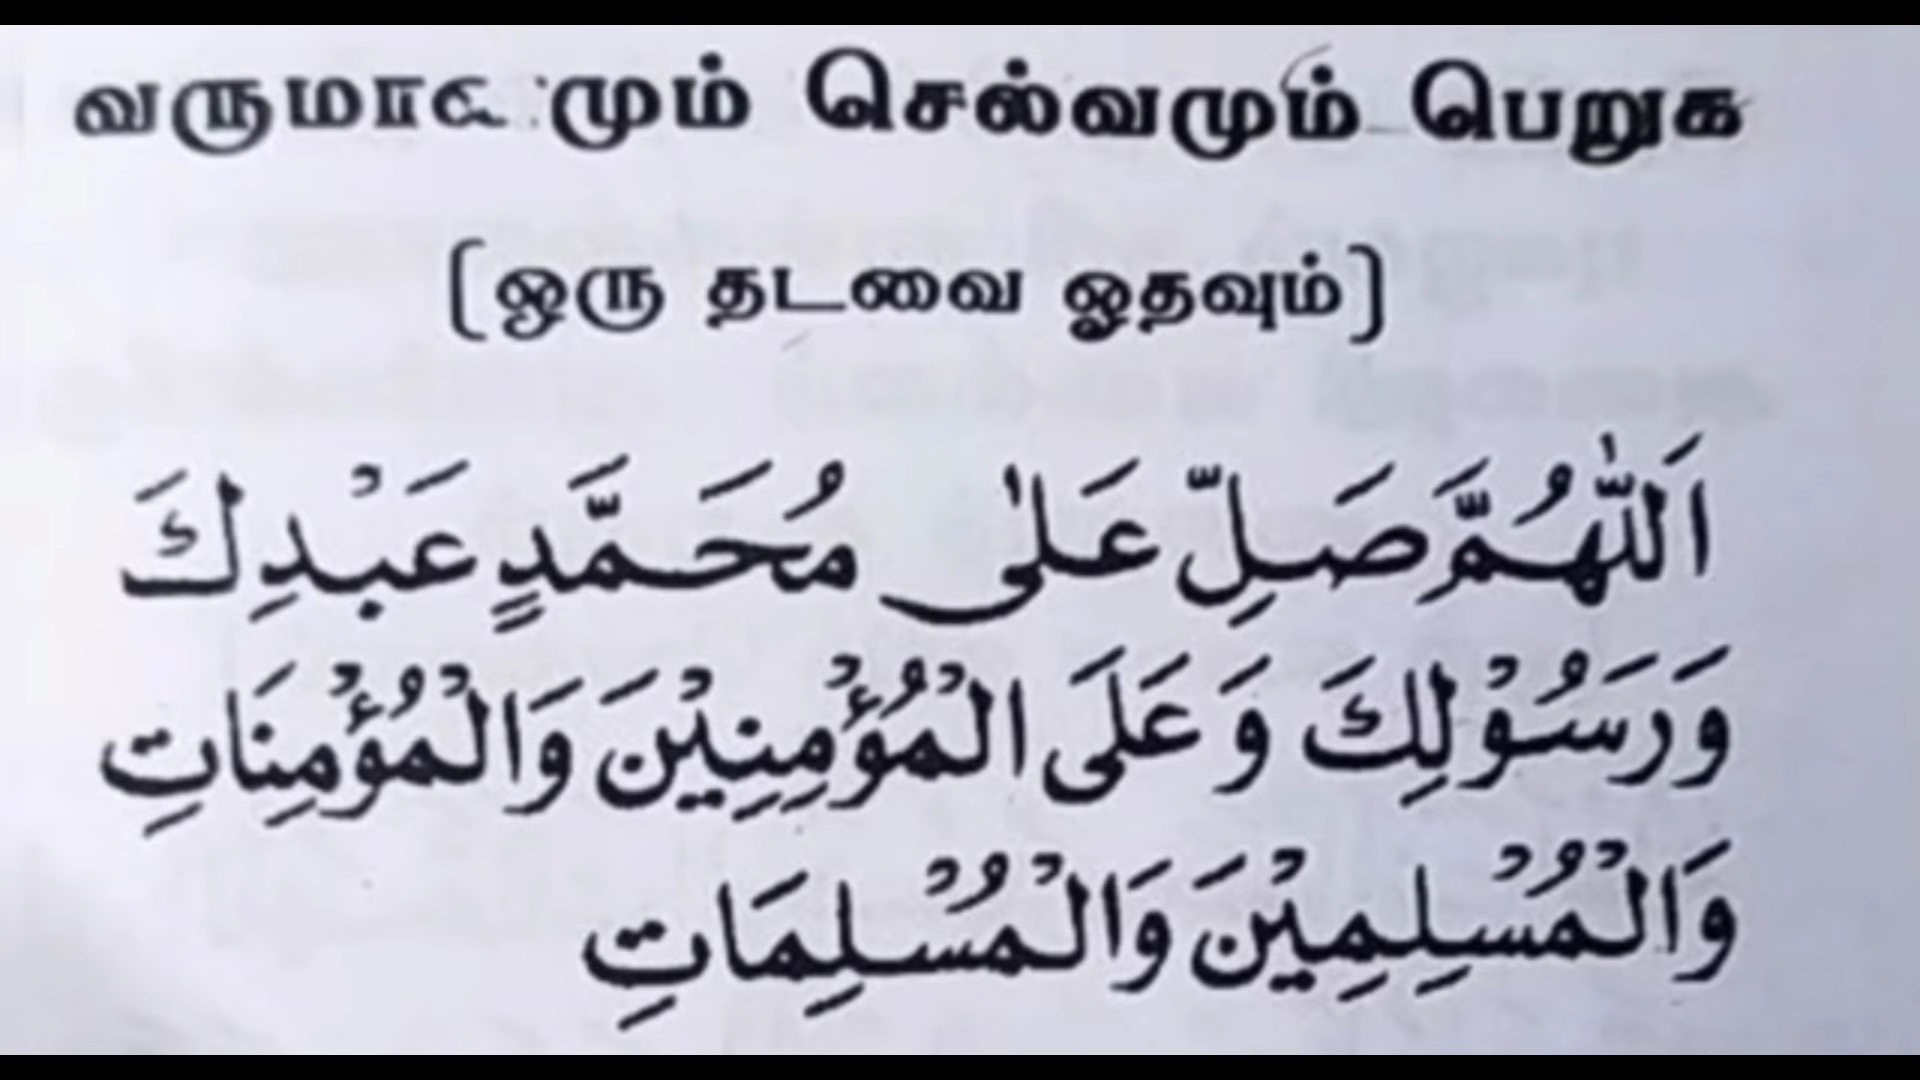 வருமானமும் செல்வமும் பெறுக
(ஒரு தடவை ஓதவும்)
اَللّٰهُمَّ صَلِّ عَلٰى مُحَمَّدٍ عَبْدِكَ
وَرَسُوْلِكَ وَعَلَى الْمُؤْمِنِيْنَ وَالْمُؤْمِنَاتِ
وَالْمُسْلِمِيْنَ وَالْمُسْلِمَاتِ